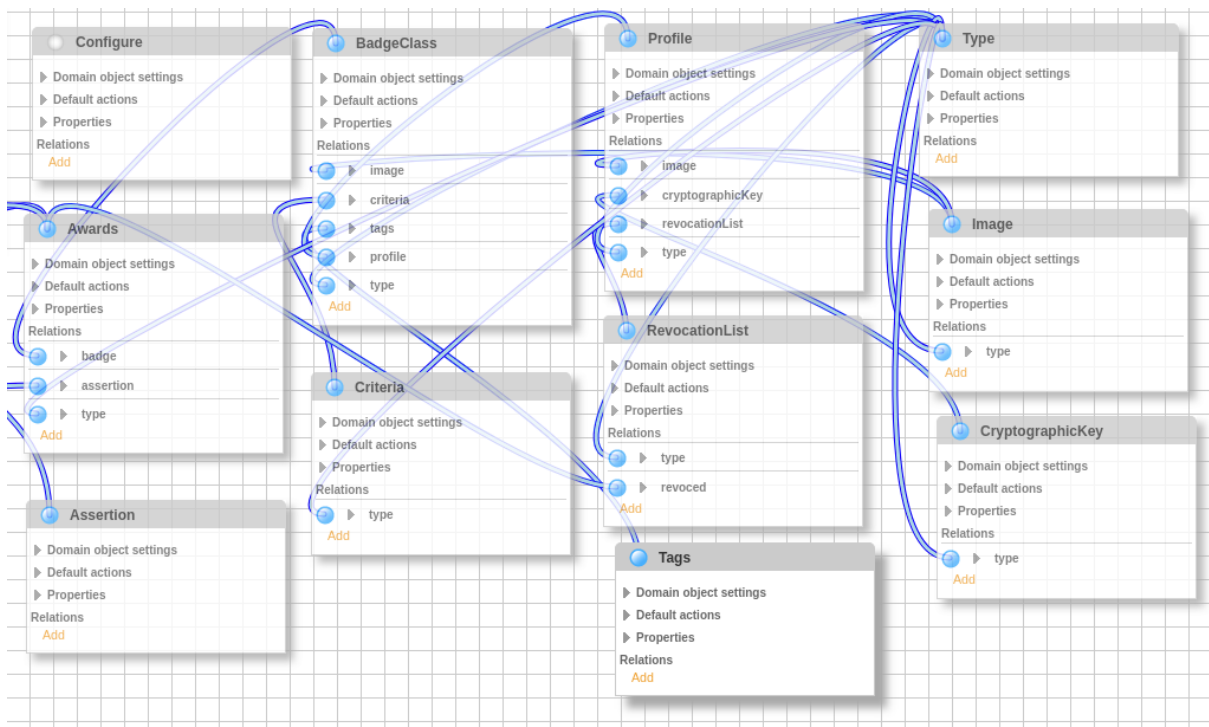 Configure
Domain object settings
Default actions
Properties
Relations
Add
BadgeClass
Domain object settings
Default actions
Properties
Relations
image
criteria
tags
profile
type
Add
Profile
Domain object settings
Default actions
Properties
Relations
image
cryptographicKey
revocationList
type
Add
Type
Domain object settings
Default actions
Properties
Relations
Add
Awards
Domain object settings
Default actions
Properties
Relations
badge
assertion
type
Add
Image
Domain object settings
Default actions
Properties
Relations
type
Add
Criteria
Domain object settings
Default actions
Properties
Relations
type
Add
RevocationList
Domain object settings
Default actions
Properties
Relations
type
revoced
Add
CryptographicKey
Domain object settings
Default actions
Properties
Relations
type
Add
Assertion
Domain object settings
Default actions
Properties
Relations
Add
Tags
Domain object settings
Default actions
Properties
Relations
Add